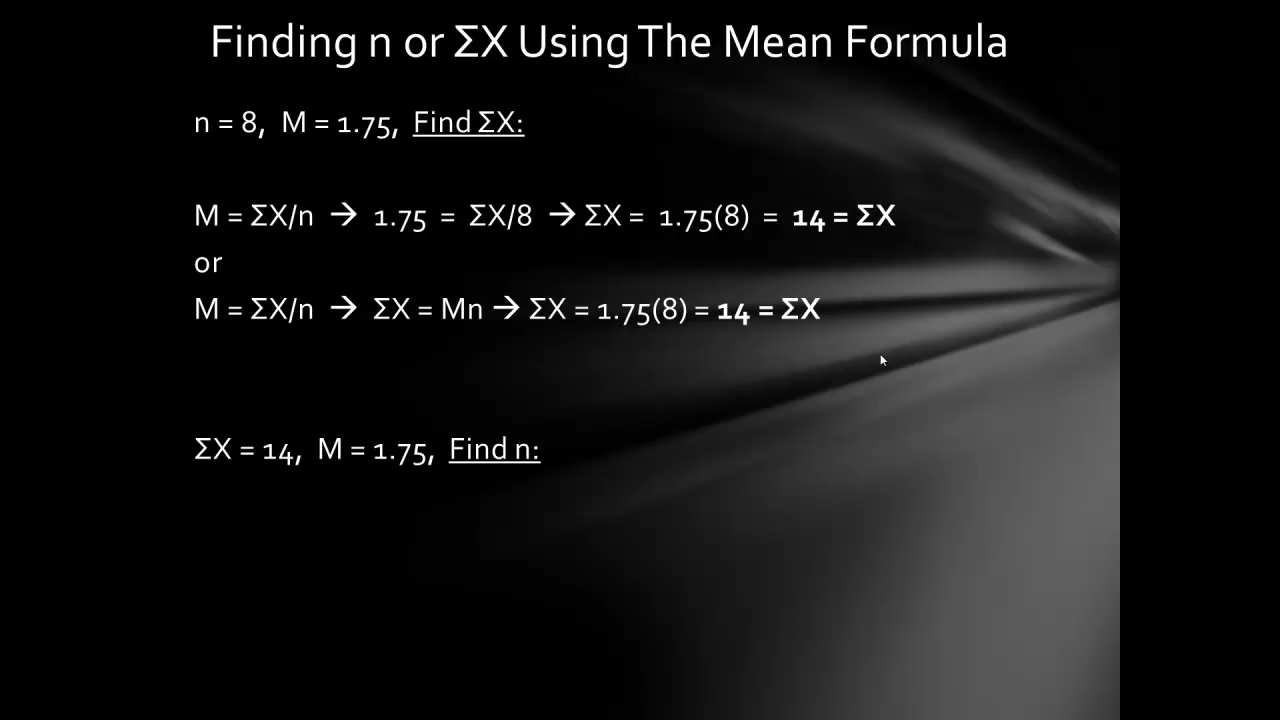 Finding n or ΣX Using The Mean Formula
n = 8, M = 1.75, Find ΣX:
M = ΣX/n → 1.75 = ΣX/8 → ΣX = 1.75(8) = 14 = ΣX
or
M = ΣX/n → ΣX = Mn → ΣX = 1.75(8) = 14 = ΣX
ΣX = 14, M = 1.75, Find n: